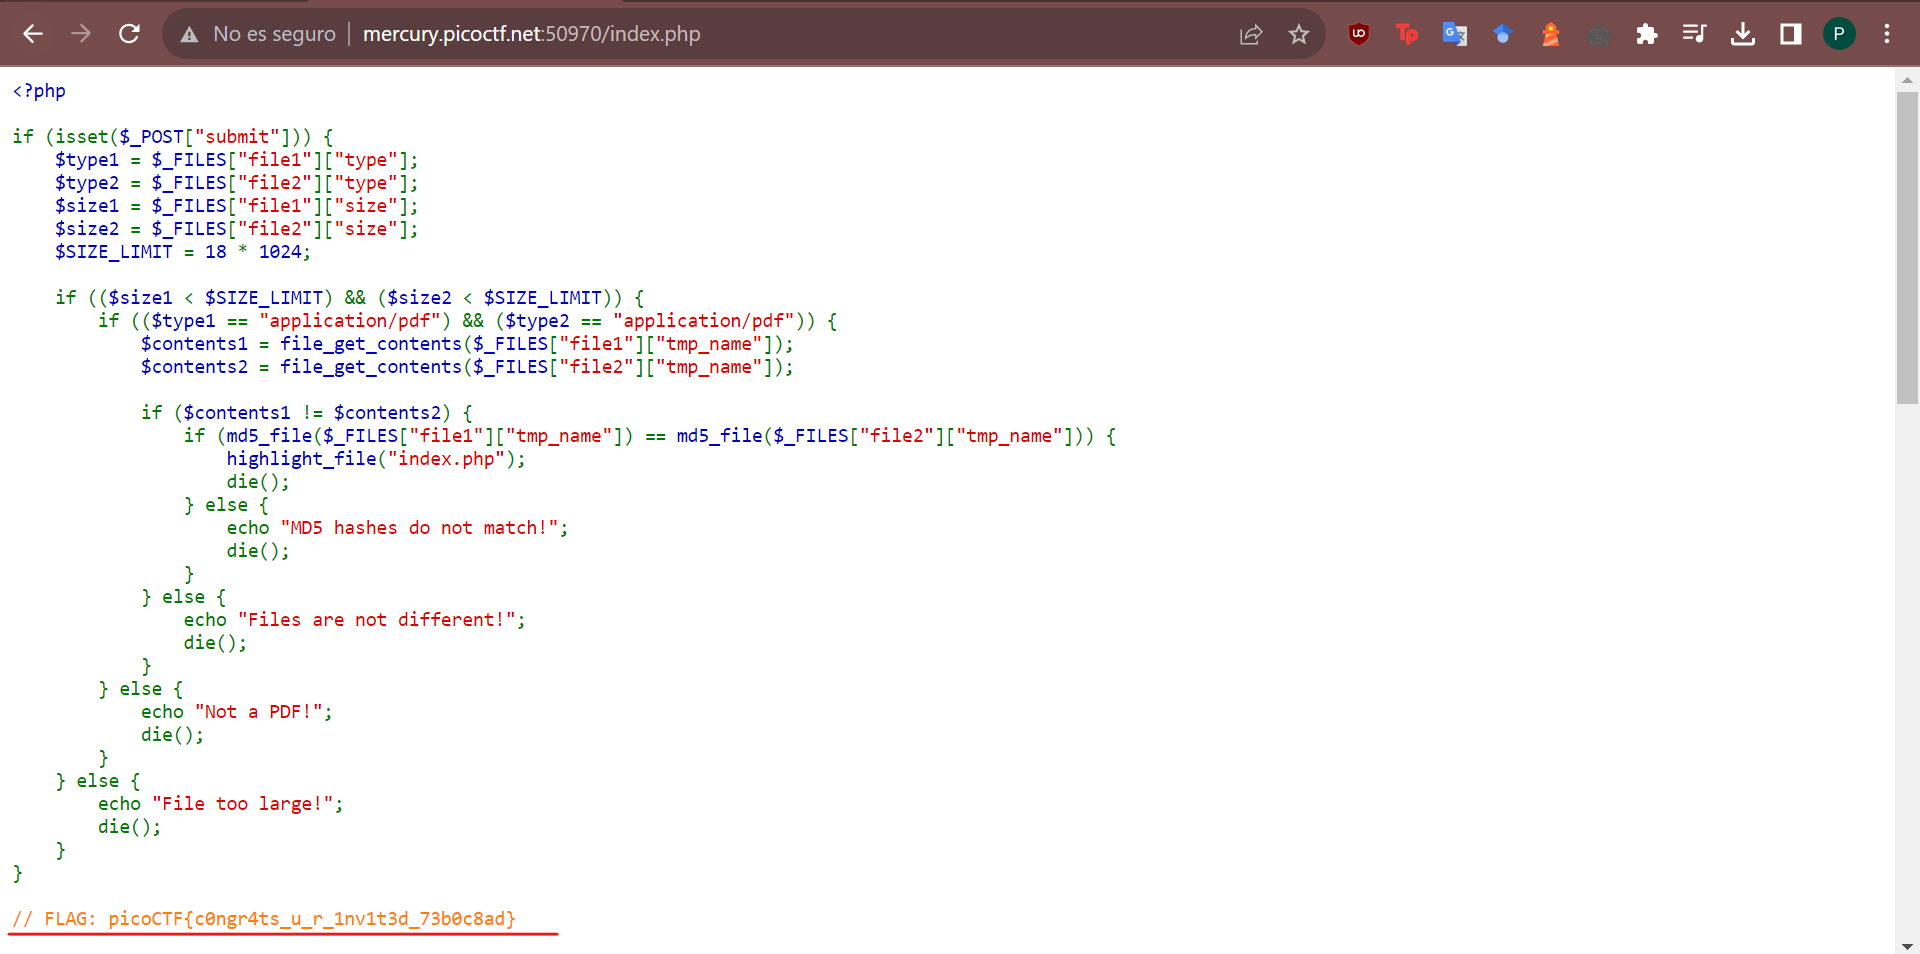 No es seguro | mercury.picoctf.net:50970/index.php
P
<?php
if (isset($_POST["submit"])) {
    $type1 = $_FILES["file1"]["type"];
    $type2 = $_FILES["file2"]["type"];
    $size1 = $_FILES["file1"]["size"];
    $size2 = $_FILES["file2"]["size"];
    $SIZE_LIMIT = 18 * 1024;
    if (($size1 < $SIZE_LIMIT) && ($size2 < $SIZE_LIMIT)) {
        if (($type1 == "application/pdf") && ($type2 == "application/pdf")) {
            $contents1 = file_get_contents($_FILES["file1"]["tmp_name"]);
            $contents2 = file_get_contents($_FILES["file2"]["tmp_name"]);
            if ($contents1 != $contents2) {
                if (md5_file($_FILES["file1"]["tmp_name"]) == md5_file($_FILES["file2"]["tmp_name"])) {
                    highlight_file("index.php");
                    die();
                } else {
                    echo "MD5 hashes do not match!";
                    die();
                }
            } else {
                echo "Files are not different!";
                die();
            }
        } else {
            echo "Not a PDF!";
            die();
        }
    } else {
        echo "File too large!";
        die();
    }
}
// FLAG: picoCTF{c0ngr4ts_u_r_1nv1t3d_73b0c8ad}